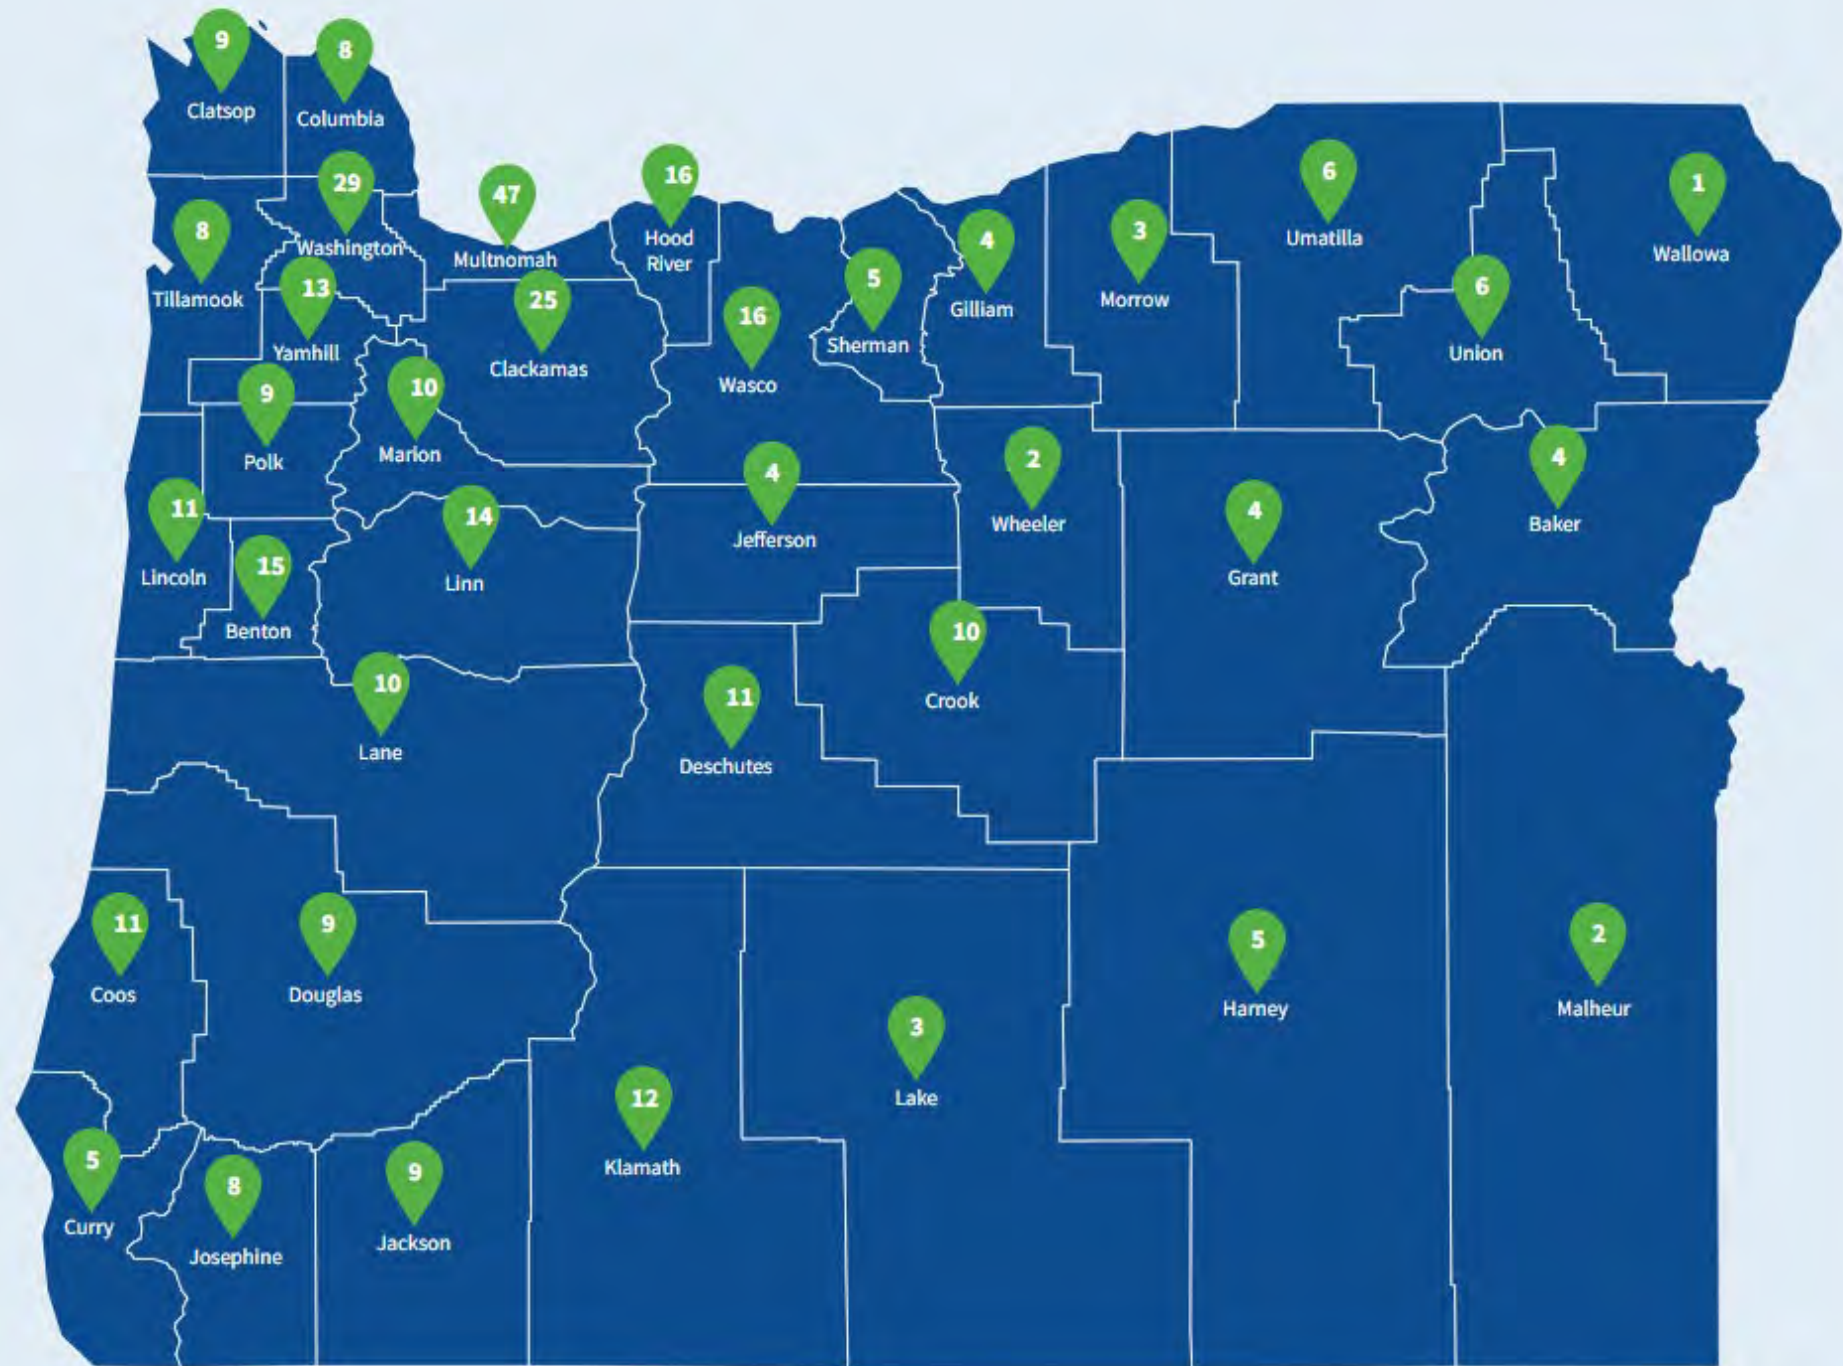 9
Clatsop
8
Columbia
29
Washington
47
Multnomah
16
Hood
River
8
Tillamook
13
Yamhill
25
Clackamas
16
Wasco
5
Sherman
4
Gilliam
3
Morrow
6
Umatilla
6
Union
1
Wallowa
9
Polk
10
Marion
4
Jefferson
2
Wheeler
4
Grant
4
Baker
11
Lincoln
15
Benton
14
Linn
10
Lane
11
Deschutes
10
Crook
11
Coos
9
Douglas
12
Klamath
3
Lake
5
Harney
2
Malheur
5
Curry
8
Josephine
9
Jackson